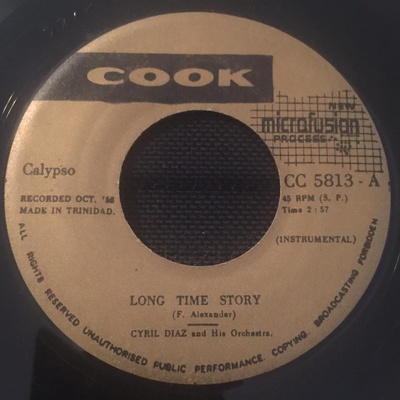 COOK
NEW
microfusion
PROCESS
Calypso
CC 5813 - A
RECORDED OCT. '58
MADE IN TRINIDAD.
45 RPM (S. P.)
Time 2 : 57
(INSTRUMENTAL)
LONG TIME STORY
(F. Alexander)
CYRIL DIAZ and His Orchestra.
ALL RIGHTS RESERVED UNAUTHORISED PUBLIC PERFORMANCE. COPYING. BROADCASTING FORBIDDEN